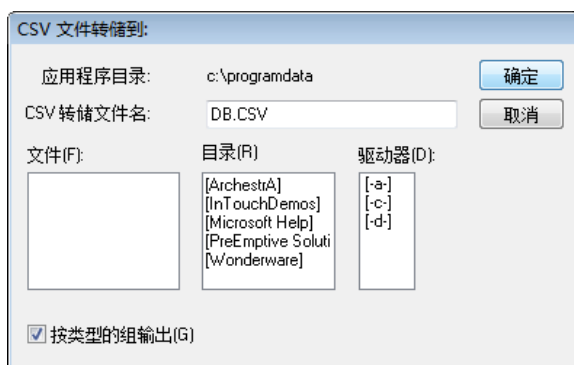 CSV 文件转储到:
应用程序目录: c:\programdata 确定
CSV 转储文件名: DB.CSV 取消
文件(F): 目录(R) 驱动器(D):
[ArchestrA] [-a-]
[InTouchDemos] [-c-]
[Microsoft Help] [-d-]
[PreEmptive Soluti
[Wonderware]
按类型的组输出(G)